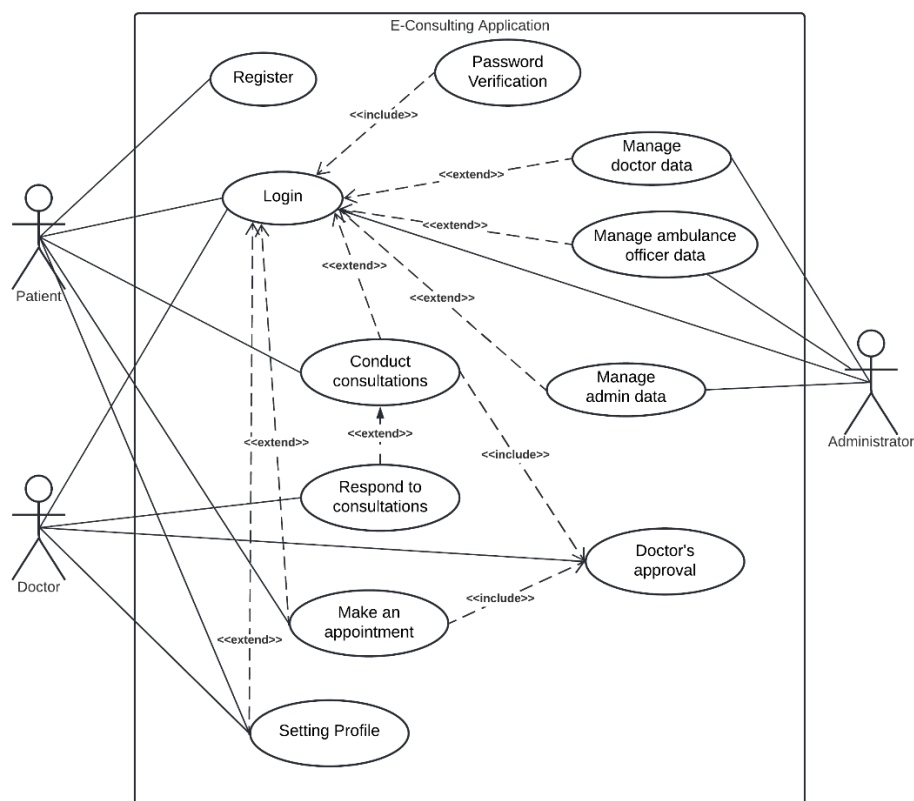 E-Consulting Application
Register
Password
Verification
<<include>>
Manage
doctor data
<<extend>>
Login
Manage ambulance
officer data
<<extend>>
Patient
<<extend>>
<<extend>>
Conduct
consultations
Manage
admin data
Administrator
<<extend>>
<<extend>>
<<include>>
Respond to
consultations
Doctor's
approval
Doctor
<<include>>
Make an
appointment
<<extend>>
Setting Profile